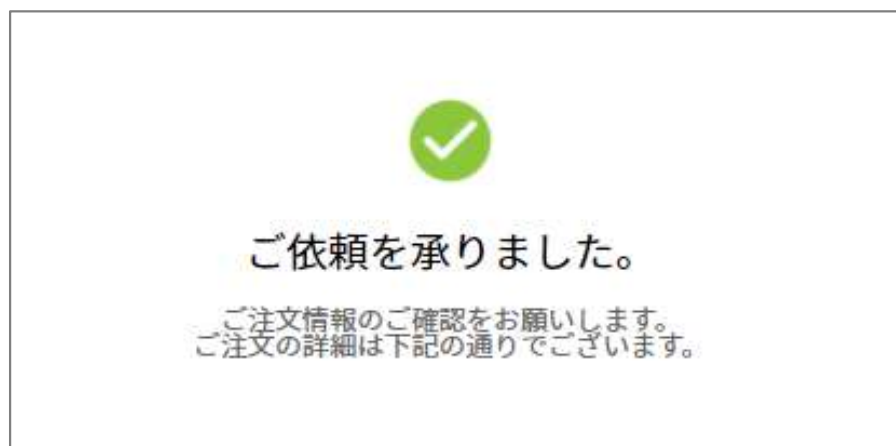 ご依頼を承りました。
ご注文情報のご確認をお願いします。
ご注文の詳細は下記の通りでございます。